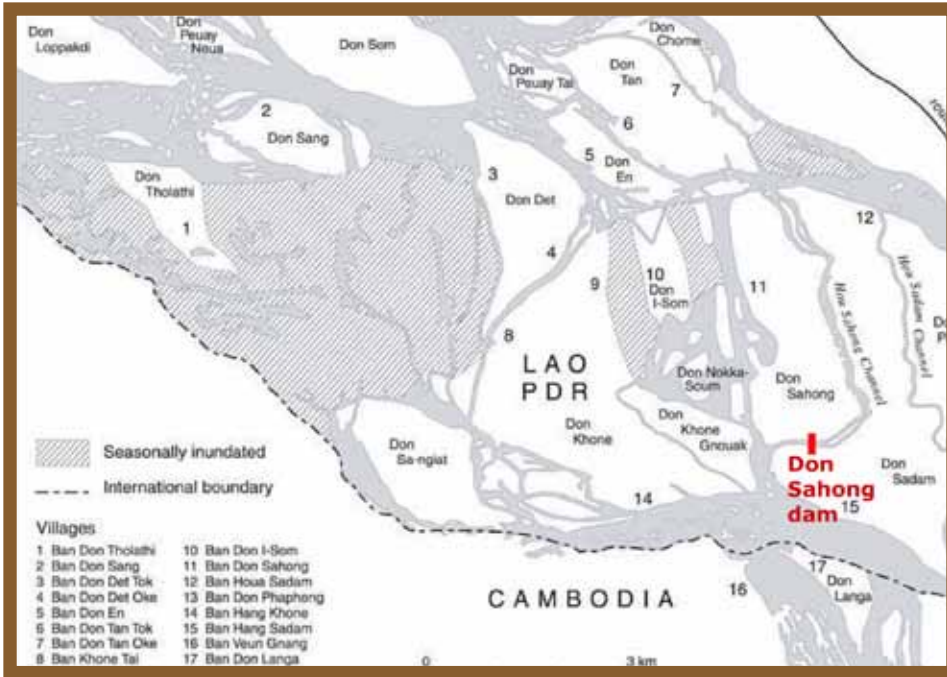 Don
Loppakdi
Don
Peuay
Neua
Don Som
Don
Chome
Don
Tan
7
Don
Peuay Tai
6
2
Don Sang
5
Don
En
3
Don
Tholathi
1
Don Det
4
12
10
Don
I-Som
9
11
Hou Sahong Channel
Hou Sadam Channel
8
LAO
PDR
Don Nokka-
Soum
Don
Sahong
Don
Khone
Don
Khone
Gnouak
Don
Sa-ngiat
Don
Sahong
dam
Don
Sadam
14
15
16
17
Don
Langa
CAMBODIA
Seasonally inundated
International boundary
Villages
1 Ban Don Tholathi
2 Ban Don Sang
3 Ban Don Det Tok
4 Ban Don Det Oke
5 Ban Don En
6 Ban Don Tan Tok
7 Ban Don Tan Oke
8 Ban Khone Tai
10 Ban Don I-Som
11 Ban Don Sahong
12 Ban Houa Sadam
13 Ban Don Phapheng
14 Ban Hang Khone
15 Ban Hang Sadam
16 Ban Veun Gnang
17 Ban Don Langa
0
3 km